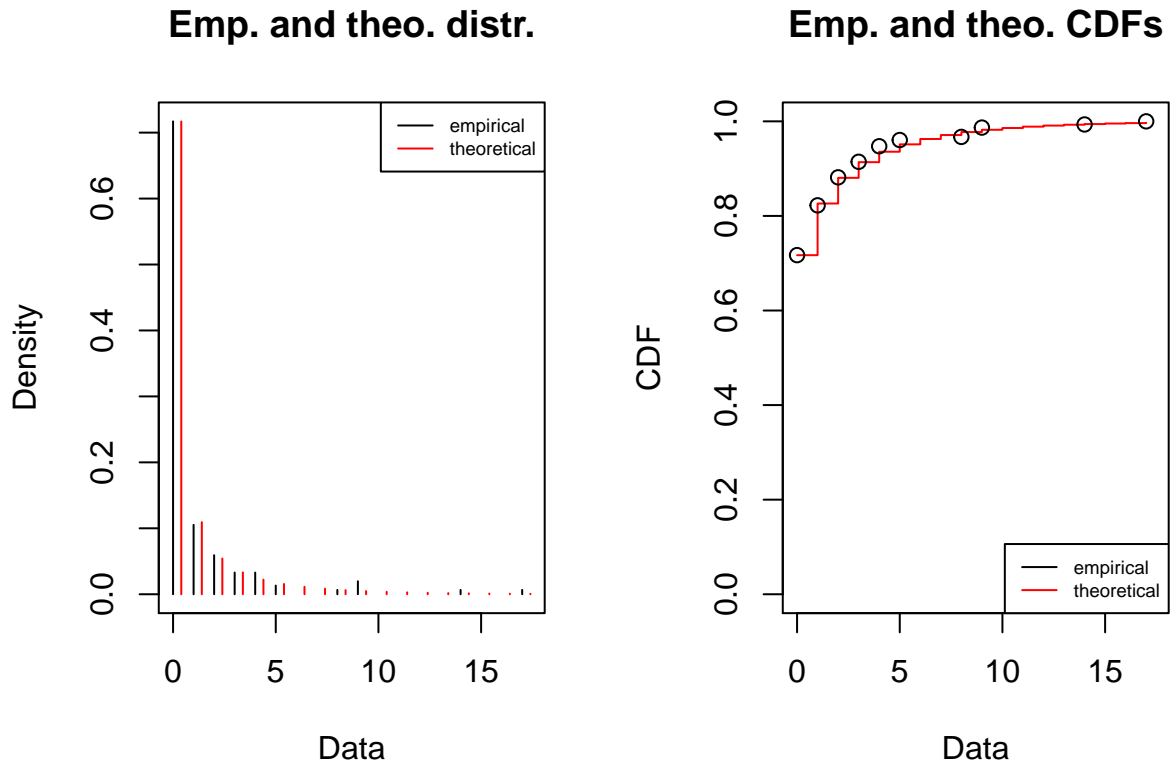 Emp. and theo. distr.
empirical
theoretical
Density
0.0
0.2
0.4
0.6
0 5 10 15
Data
Emp. and theo. CDFs
CDF
0.0
0.2
0.4
0.6
0.8
1.0
empirical
theoretical
0 5 10 15
Data